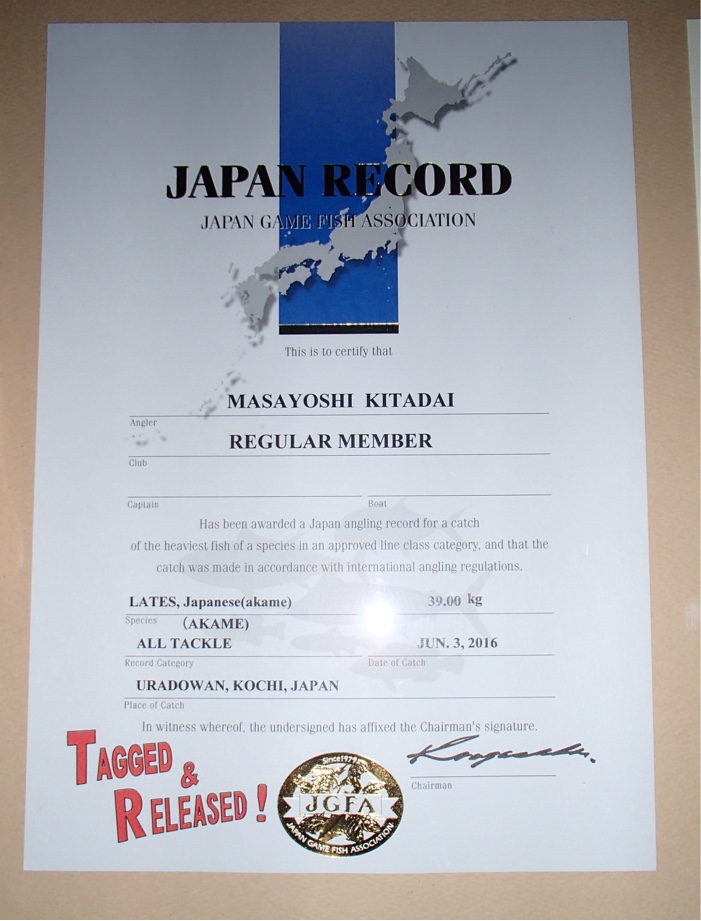 JAPAN RECORD
JAPAN GAME FISH ASSOCIATION
This is to certify that
MASAYOSHI KITADAI
Angler
REGULAR MEMBER
Club
Captain Boat
Has been awarded a Japan angling record for a catch
of the heaviest fish of a species in an approved line class category, and that the
catch was made in accordance with international angling regulations.
LATES, Japanese(akame) 39.00 kg
Species (AKAME)
ALL TACKLE JUN. 3, 2016
Record Category Date of Catch
URADOWAN, KOCHI, JAPAN
Place of Catch
In witness whereof, the undersigned has affixed the Chairman's signature.
TAGGED
&
RELEASED!
Since1979
JGFA
JAPAN GAME FISH ASSOCIATION
Chairman